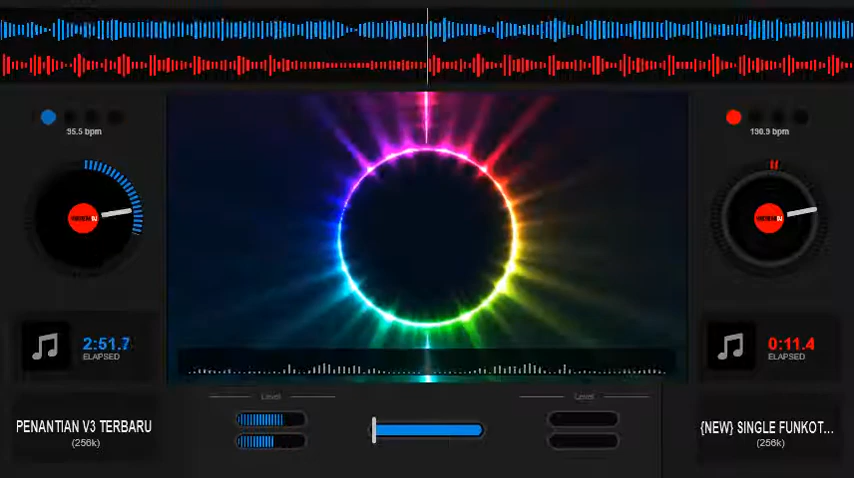 95.5 bpm
190.9 bpm
2:51.7
ELAPSED
0:11.4
ELAPSED
Level
Level
PENANTIAN V3 TERBARU
(256k)
{NEW} SINGLE FUNKOT...
(256k)